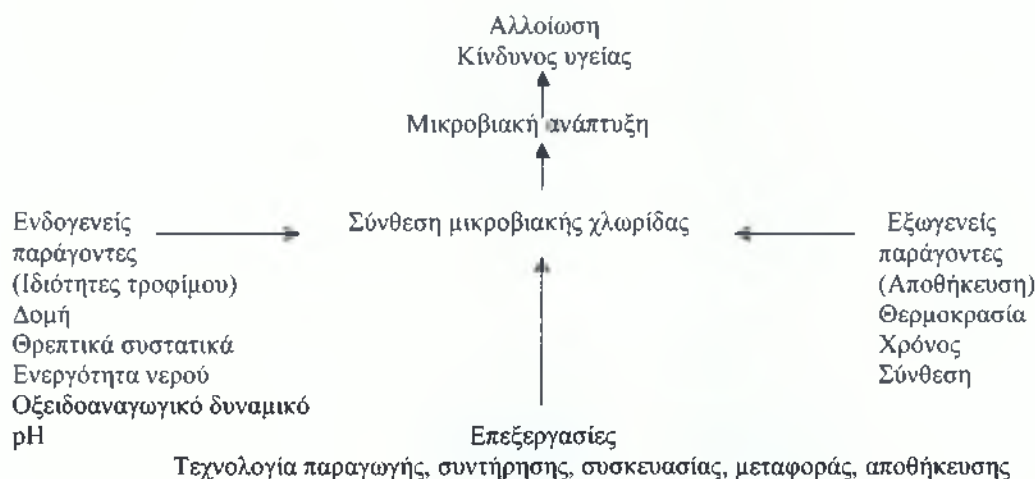 Αλλοίωση
Κίνδυνος υγείας
Μικροβιακή ανάπτυξη
Σύνθεση μικροβιακής χλωρίδας
Ενδογενείς
παράγοντες
(Ιδιότητες τροφίμου)
Δομή
Θρεπτικά συστατικά
Ενεργότητα νερού
Οξειδοαναγωγικό δυναμικό
pH
Εξωγενείς
παράγοντες
(Αποθήκευση)
Θερμοκρασία
Χρόνος
Σύνθεση
Επεξεργασίες
Τεχνολογία παραγωγής, συντήρησης, συσκευασίας, μεταφοράς, αποθήκευσης